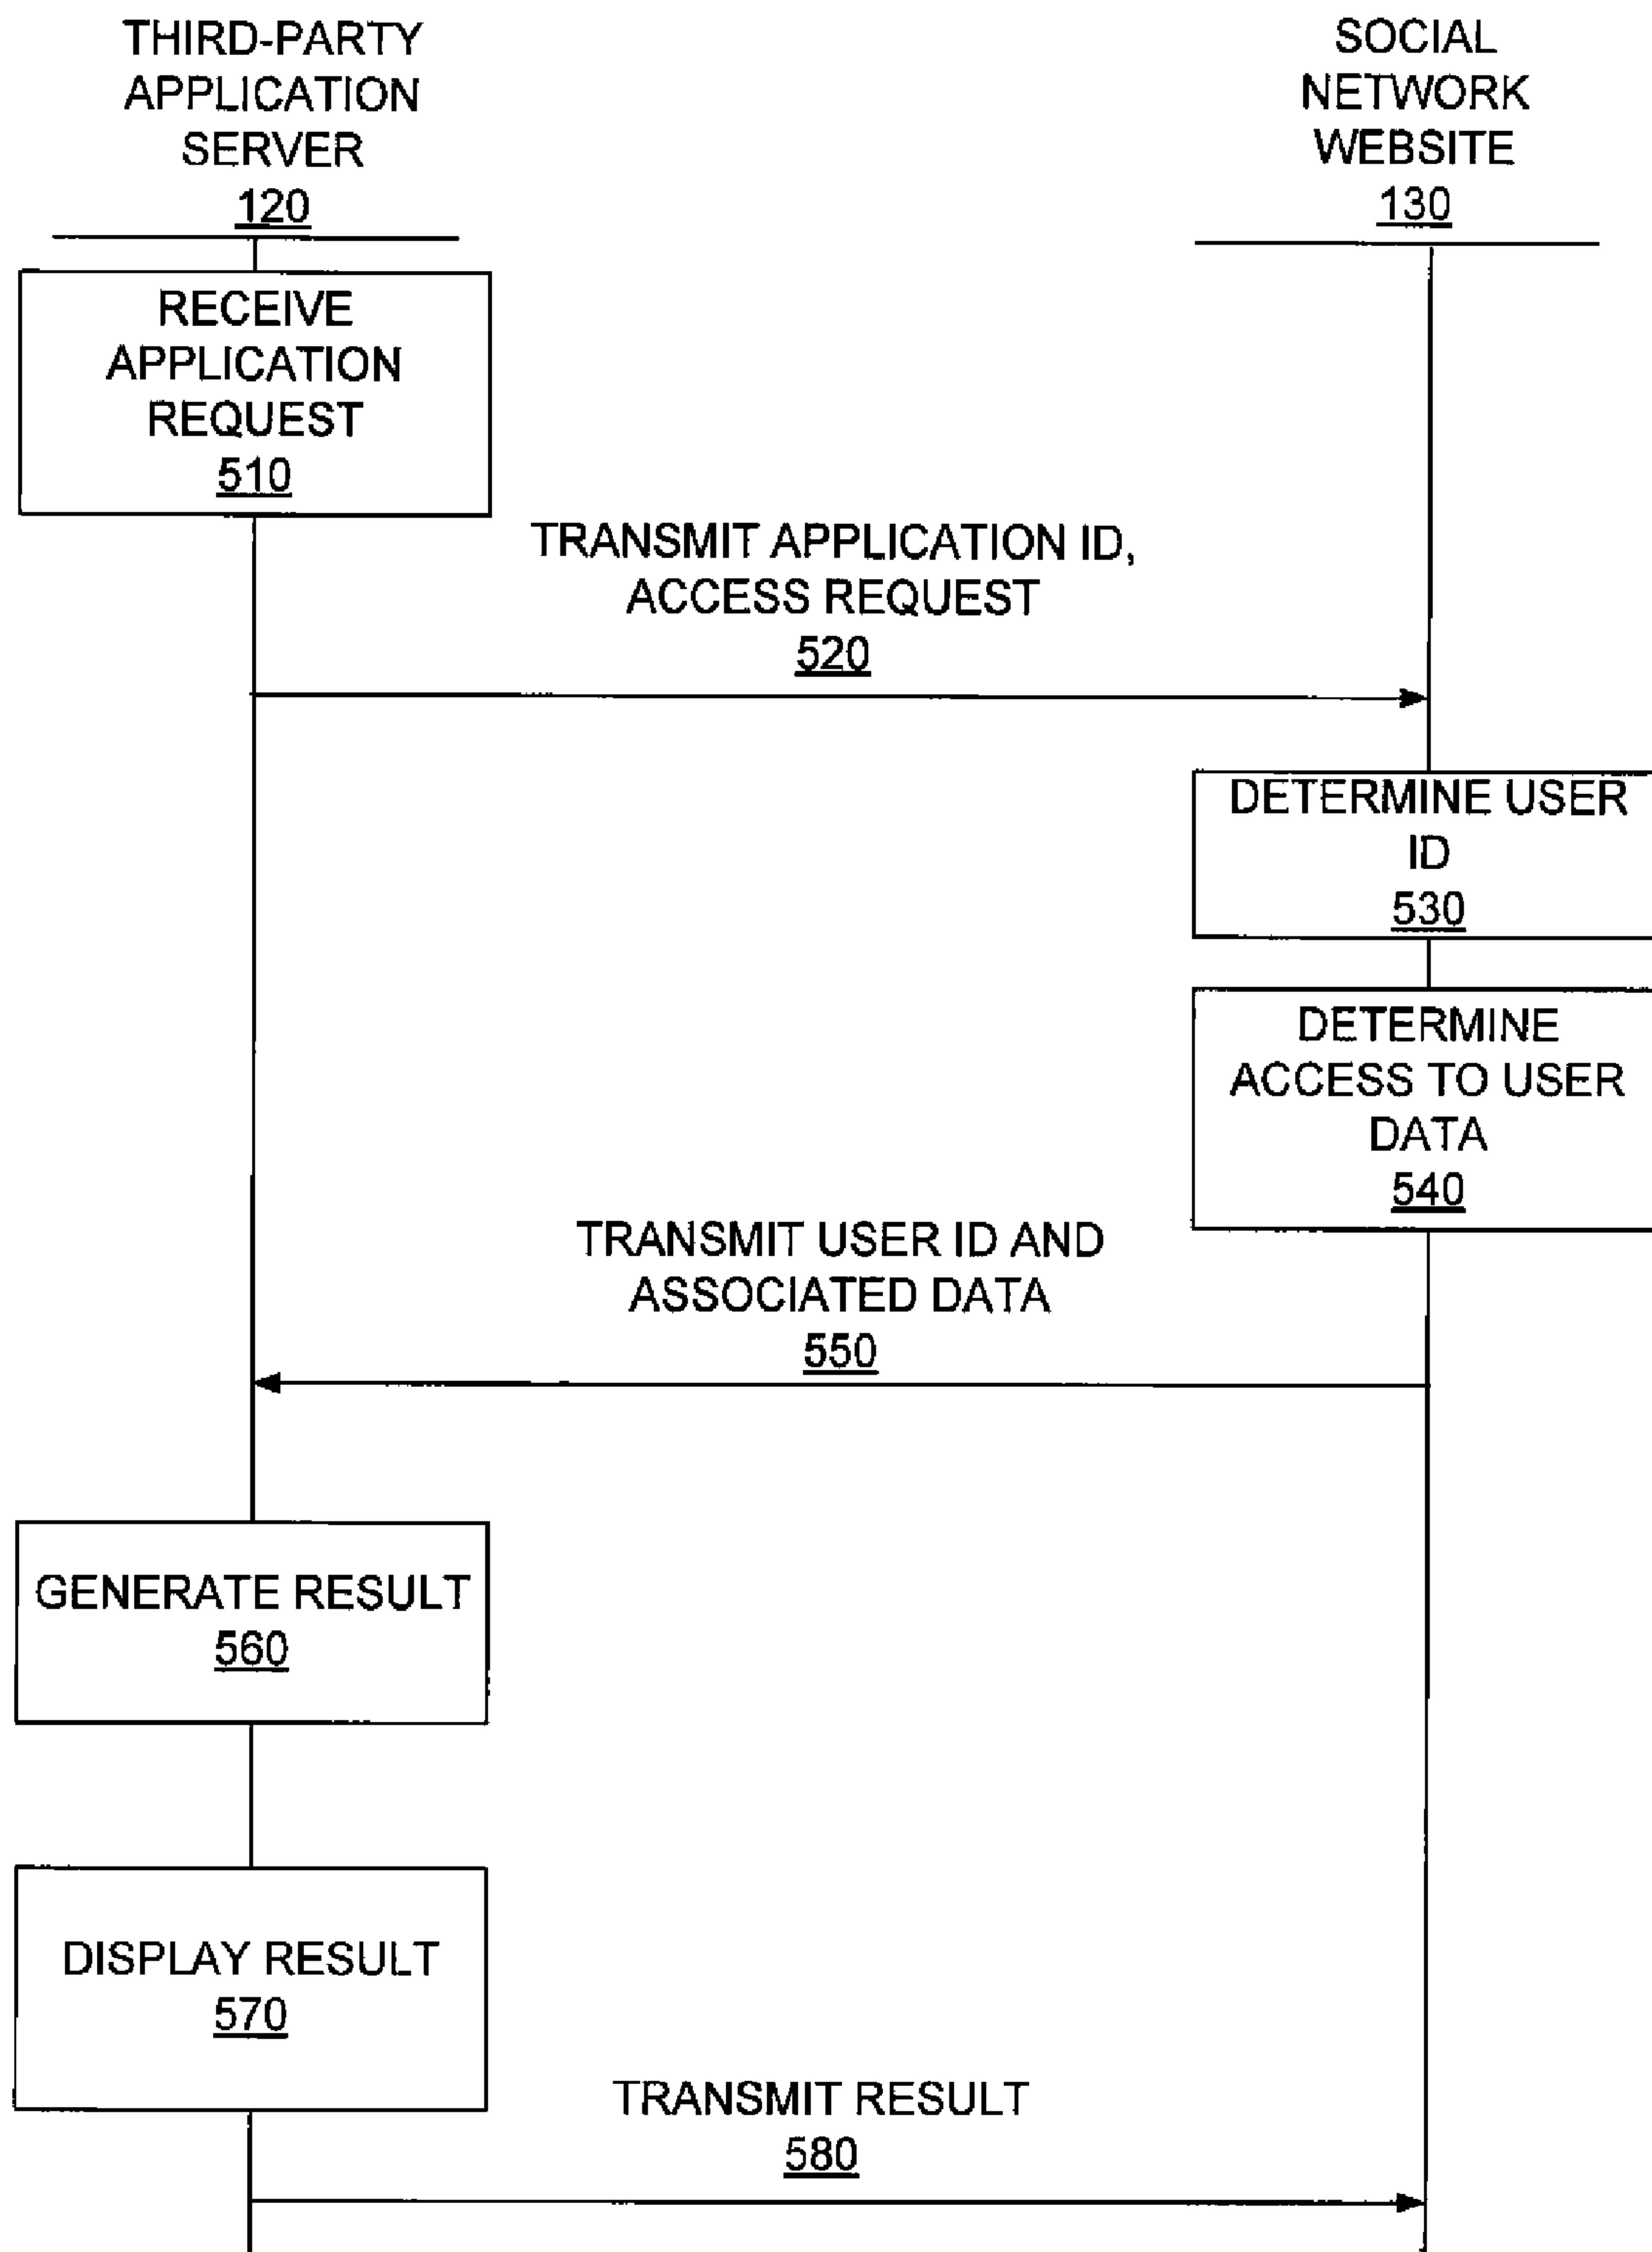 THIRD-PARTY
APPLICATION
SERVER
120
SOCIAL
NETWORK
WEBSITE
130
RECEIVE
APPLICATION
REQUEST
510
TRANSMIT APPLICATION ID,
ACCESS REQUEST
520
DETERMINE USER
ID
530
DETERMINE
ACCESS TO USER
DATA
540
TRANSMIT USER ID AND
ASSOCIATED DATA
550
GENERATE RESULT
560
DISPLAY RESULT
570
TRANSMIT RESULT
580